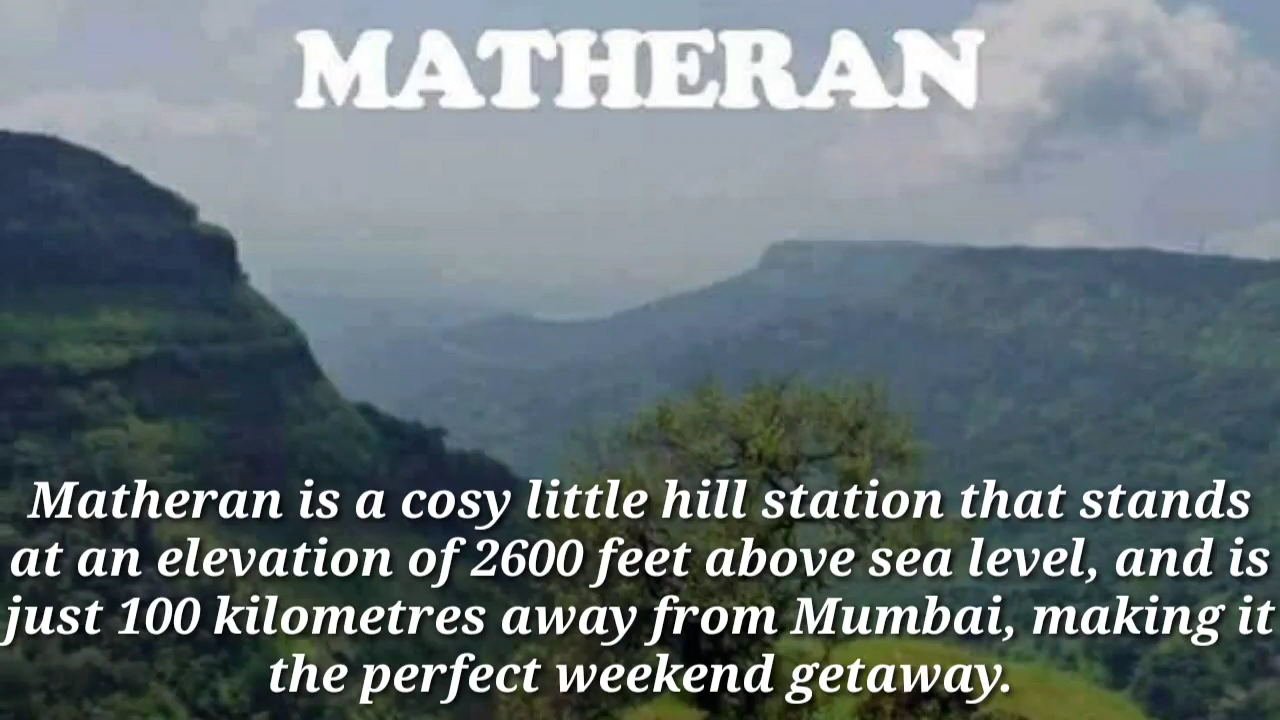 MATHERAN
Matheran is a cosy little hill station that stands
at an elevation of 2600 feet above sea level, and is
just 100 kilometres away from Mumbai, making it
the perfect weekend getaway.